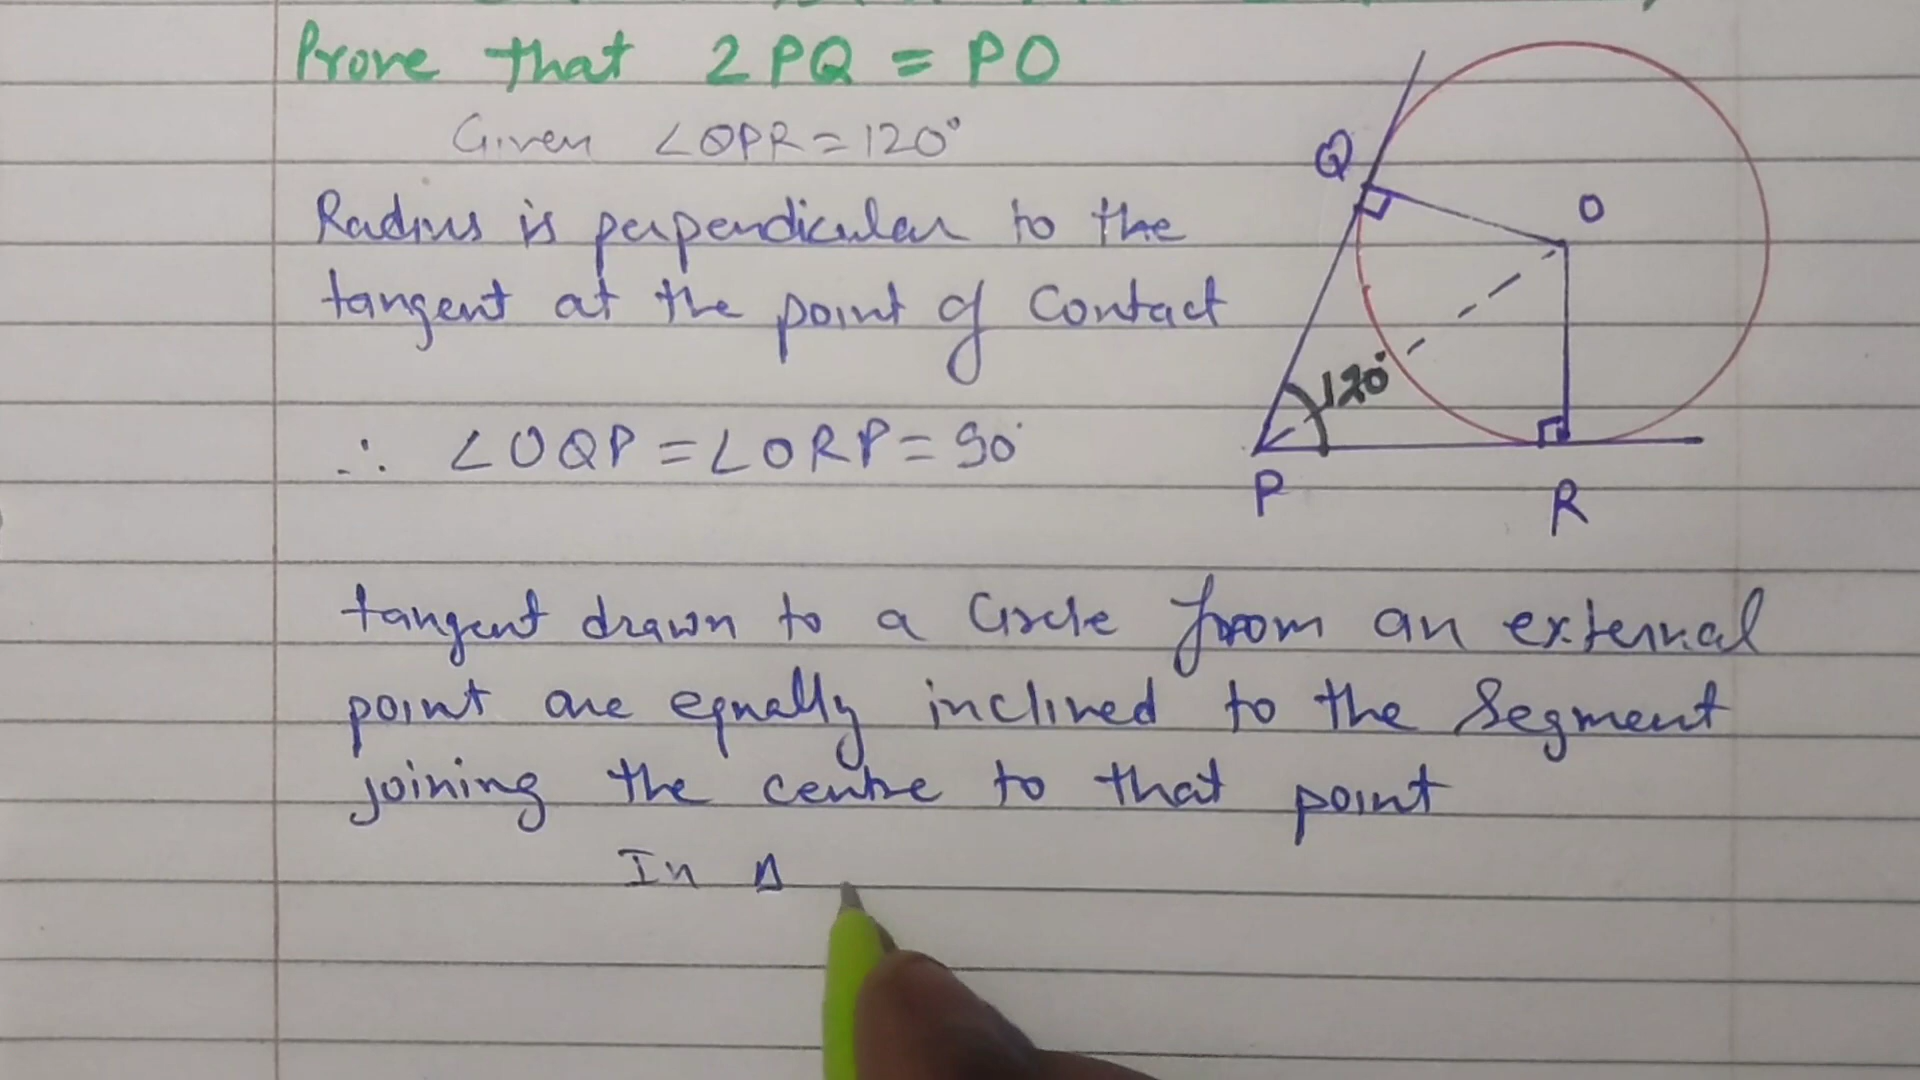 Prove that 2PQ = PO
Given ∠QPR = 120°
Radius is perpendicular to the
tangent at the point of Contact
∴ ∠OQP = ∠ORP = 90°
tangent drawn to a Circle from an external
point are equally inclined to the Segment
joining the centre to that point
In Δ
Q
O
120°
P
R